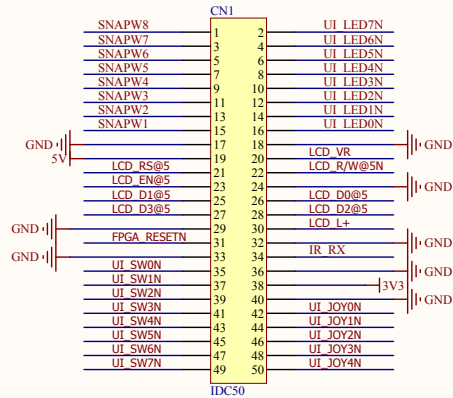 CN1
SNAPW8 1 2 UI_LED7N
SNAPW7 3 4 UI_LED6N
SNAPW6 5 6 UI_LED5N
SNAPW5 7 8 UI_LED4N
SNAPW4 9 10 UI_LED3N
SNAPW3 11 12 UI_LED2N
SNAPW2 13 14 UI_LED1N
SNAPW1 15 16 UI_LED0N
GND 17 18 GND
5V 19 20 LCD_VR
LCD_RS@5 21 22 LCD_R/W@5N
LCD_EN@5 23 24 GND
LCD_D1@5 25 26 LCD_D0@5
LCD_D3@5 27 28 LCD_D2@5
GND 29 30 LCD_L+
FPGA_RESETN 31 32 GND
GND 33 34 IR_RX
UI_SW0N 35 36 GND
UI_SW1N 37 38 3V3
UI_SW2N 39 40 GND
UI_SW3N 41 42 UI_JOY0N
UI_SW4N 43 44 UI_JOY1N
UI_SW5N 45 46 UI_JOY2N
UI_SW6N 47 48 UI_JOY3N
UI_SW7N 49 50 UI_JOY4N
IDC50